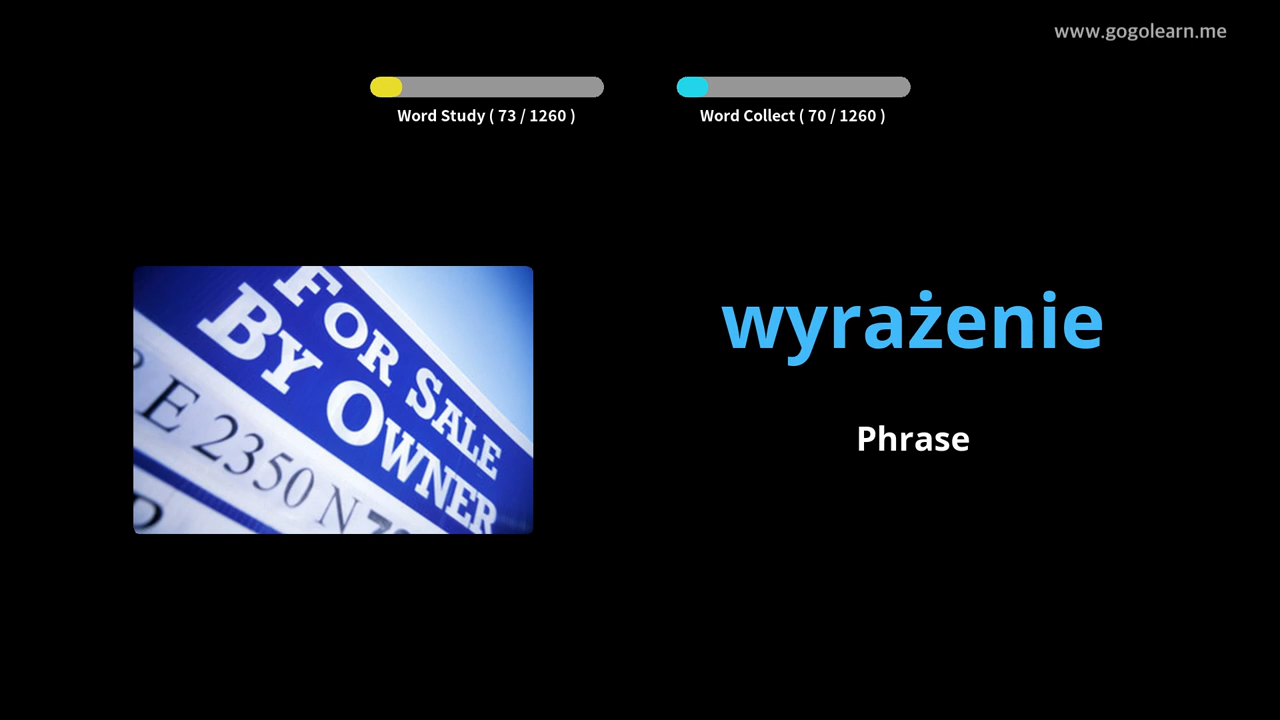 www.gogolearn.me
Word Study ( 73 / 1260 )
Word Collect ( 70 / 1260 )
FOR SALE
BY OWNER
E 2350 N
wyrażenie
Phrase